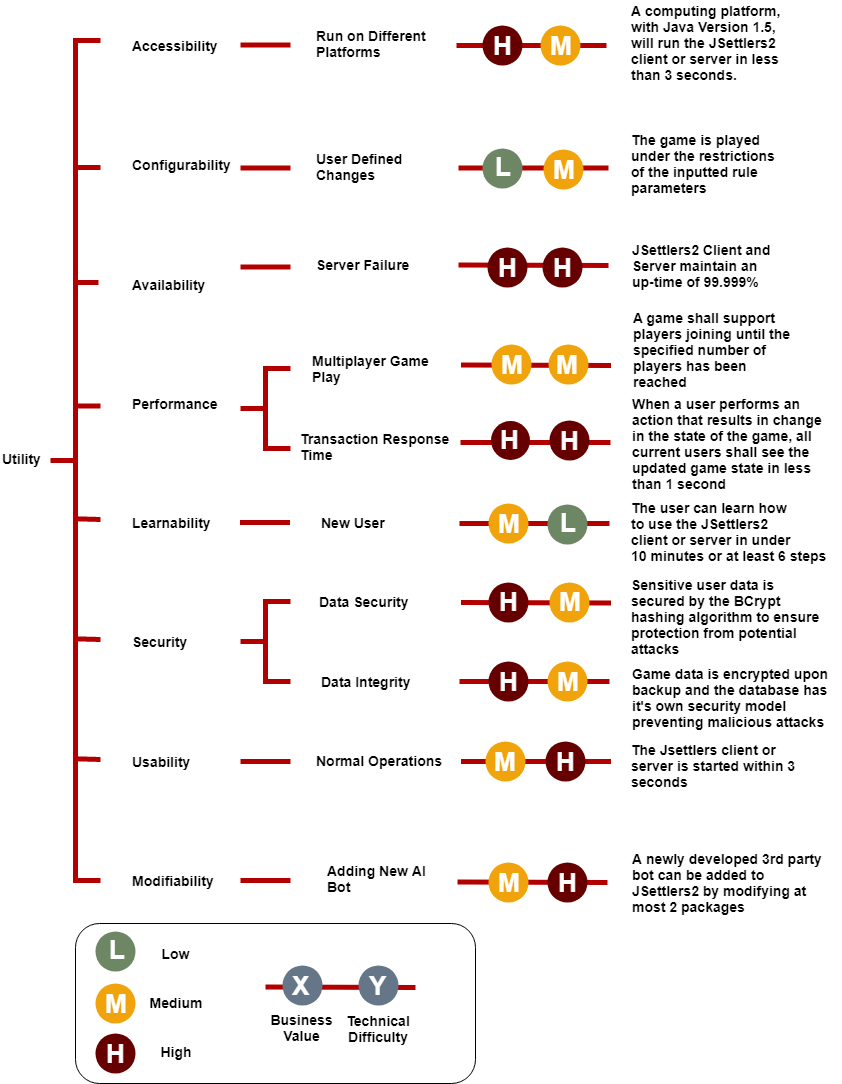 Utility
Accessibility
Run on Different
Platforms
H
M
A computing platform,
with Java Version 1.5,
will run the JSettlers2
client or server in less
than 3 seconds.
Configurability
User Defined
Changes
L
M
The game is played
under the restrictions
of the inputted rule
parameters
Availability
Server Failure
H
H
JSettlers2 Client and
Server maintain an
up-time of 99.999%
Performance
Multiplayer Game
Play
M
M
A game shall support
players joining until the
specified number of
players has been
reached
Transaction Response
Time
H
H
When a user performs an
action that results in change
in the state of the game, all
current users shall see the
updated game state in less
than 1 second
Learnability
New User
M
L
The user can learn how
to use the JSettlers2
client or server in under
10 minutes or at least 6 steps
Security
Data Security
H
M
Sensitive user data is
secured by the BCrypt
hashing algorithm to ensure
protection from potential
attacks
Data Integrity
H
M
Game data is encrypted upon
backup and the database has
it's own security model
preventing malicious attacks
Usability
Normal Operations
M
H
The Jsettlers client or
server is started within 3
seconds
Modifiability
Adding New AI
Bot
M
H
A newly developed 3rd party
bot can be added to
JSettlers2 by modifying at
most 2 packages
L
Low
M
Medium
H
High
X
Y
Business
Value
Technical
Difficulty